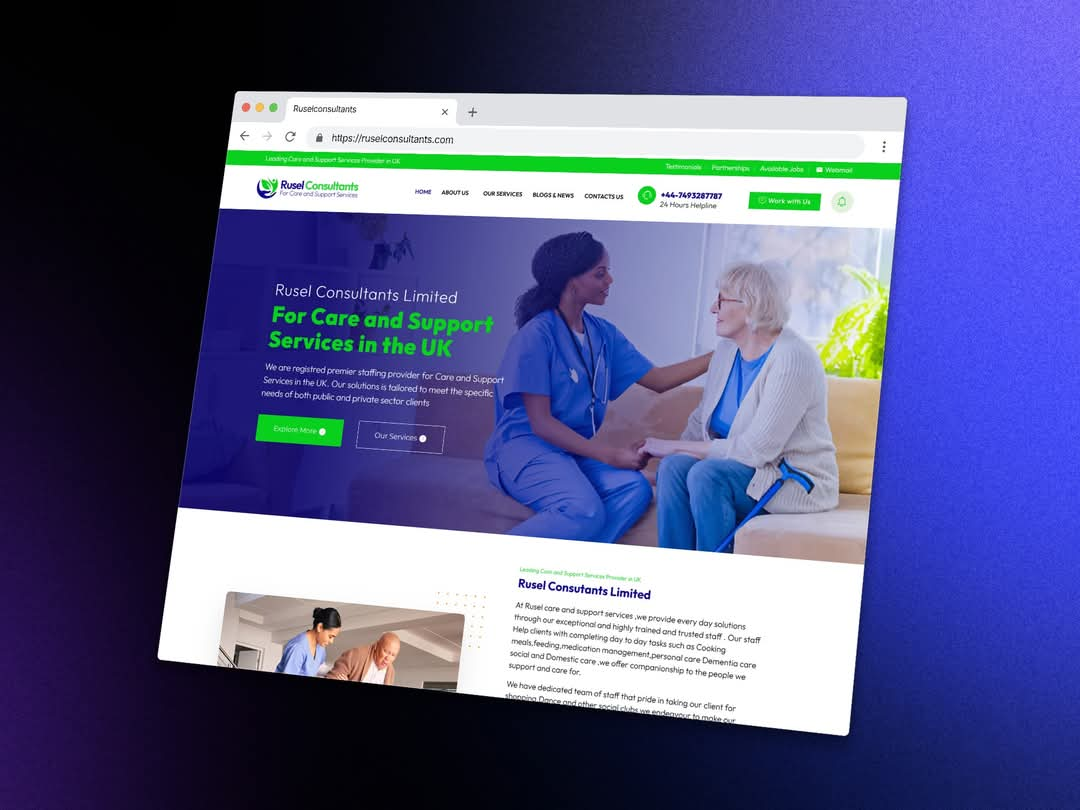 Ruselconsultants
https://ruselconsultants.com
Leading Care and Support Services Provider in UK
Testimonials Partnerships Available Jobs Webmail
Rusel Consultants
For Care and Support Services
HOME ABOUT US OUR SERVICES BLOGS & NEWS CONTACTS US
+44-7493287787
24 Hours Helpline
Work with Us
Rusel Consultants Limited
For Care and Support
Services in the UK
We are registred premier staffing provider for Care and Support
Services in the UK. Our solutions is tailored to meet the specific
needs of both public and private sector clients
Explore More
Our Services
Leading Care and Support Services Provider in UK
Rusel Consutants Limited
At Rusel care and support services ,we provide every day solutions
through our exceptional and highly trained and trusted staff . Our staff
Help clients with completing day to day tasks such as Cooking
meals,feeding,medication management,personal care Dementia care
social and Domestic care ,we offer companionship to the people we
support and care for.
We have dedicated team of staff that pride in taking our client for
shopping,Dance and other social clubs we endeavour to make our